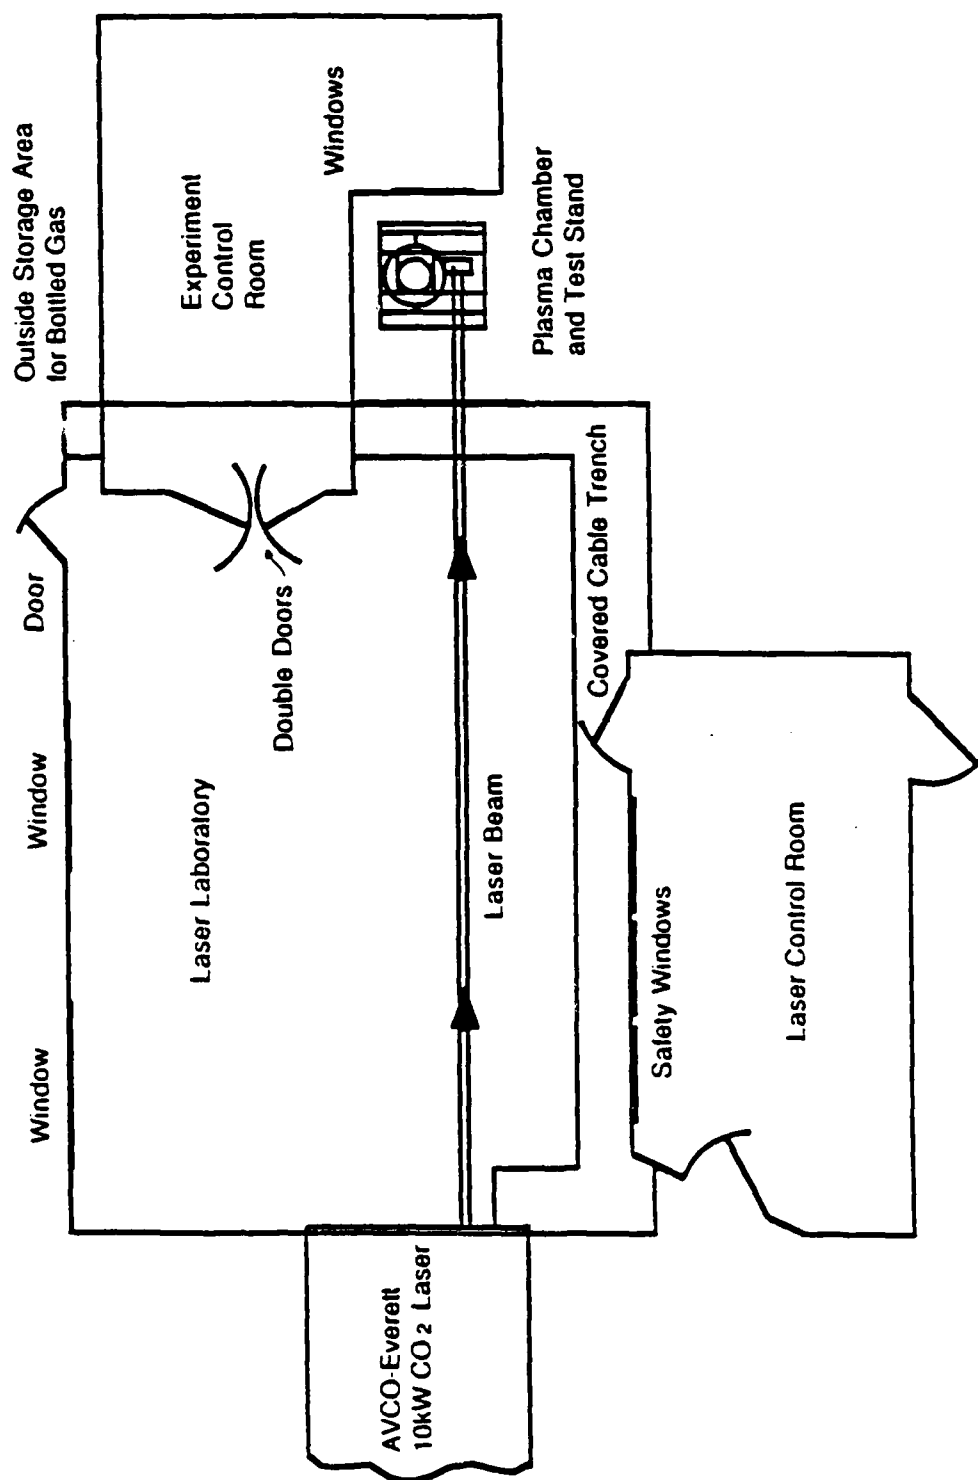 Window
Window
Door
Outside Storage Area
for Bottled Gas
Laser Laboratory
Experiment
Control
Room
Double Doors
Windows
AVCO-Everett
10kW CO2 Laser
Laser Beam
Plasma Chamber
and Test Stand
Covered Cable Trench
Safety Windows
Laser Control Room